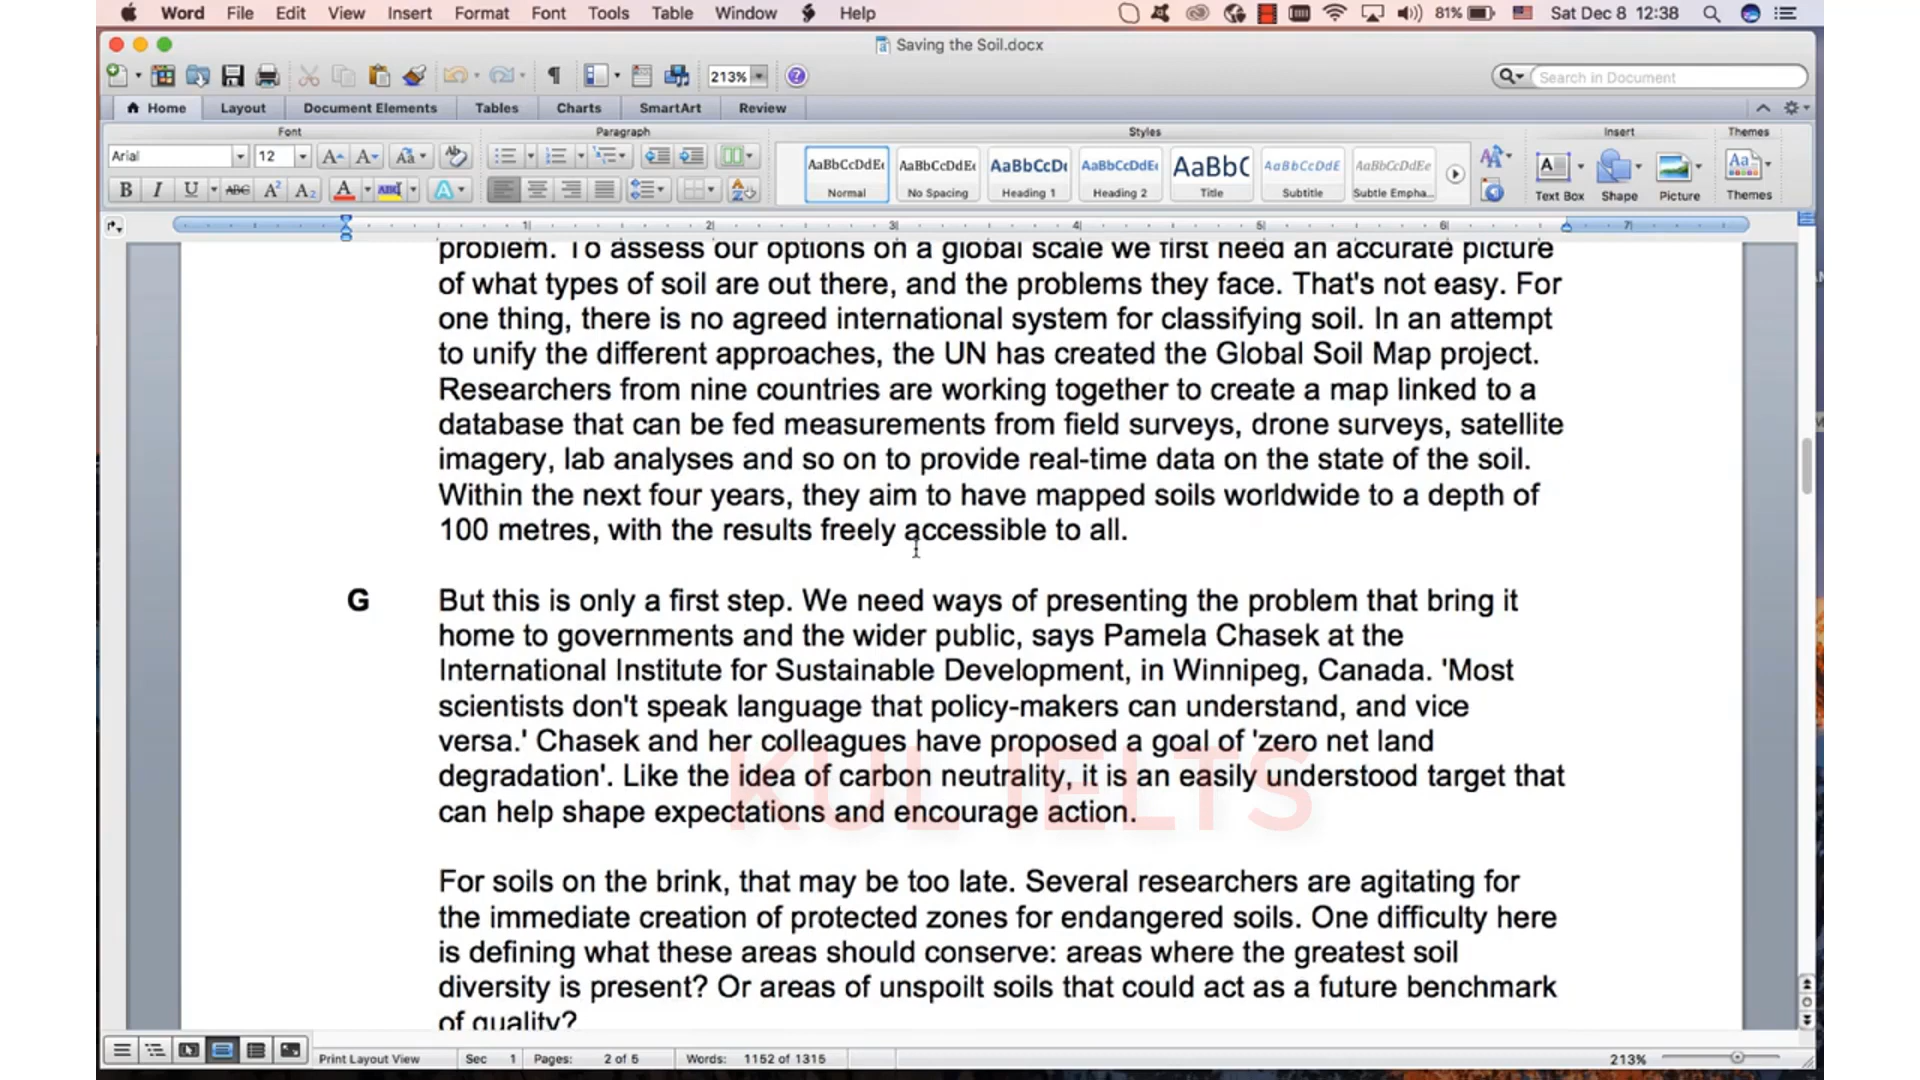 Word File Edit View Insert Format Font Tools Table Window Help 81% Sat Dec 8 12:38
Saving the Soil.docx
213% Search in Document
Home Layout Document Elements Tables Charts SmartArt Review
Font Paragraph Styles Insert Themes
Arial 12 AaBbCcDdEe AaBbCcDdEe AaBbCcDc AaBbCcDdEe AaBbC AaBbCcDdE AaBbCcDdEe
Normal No Spacing Heading 1 Heading 2 Title Subtitle Subtle Empha... Text Box Shape Picture Themes
1 2 3 4 5 6 7
problem. To assess our options on a global scale we first need an accurate picture
of what types of soil are out there, and the problems they face. That's not easy. For
one thing, there is no agreed international system for classifying soil. In an attempt
to unify the different approaches, the UN has created the Global Soil Map project.
Researchers from nine countries are working together to create a map linked to a
database that can be fed measurements from field surveys, drone surveys, satellite
imagery, lab analyses and so on to provide real-time data on the state of the soil.
Within the next four years, they aim to have mapped soils worldwide to a depth of
100 metres, with the results freely accessible to all.
G But this is only a first step. We need ways of presenting the problem that bring it
home to governments and the wider public, says Pamela Chasek at the
International Institute for Sustainable Development, in Winnipeg, Canada. 'Most
scientists don't speak language that policy-makers can understand, and vice
versa.' Chasek and her colleagues have proposed a goal of 'zero net land
degradation'. Like the idea of carbon neutrality, it is an easily understood target that
can help shape expectations and encourage action.
KUL IELTS
For soils on the brink, that may be too late. Several researchers are agitating for
the immediate creation of protected zones for endangered soils. One difficulty here
is defining what these areas should conserve: areas where the greatest soil
diversity is present? Or areas of unspoilt soils that could act as a future benchmark
of quality?
Print Layout View Sec 1 Pages: 2 of 5 Words: 1152 of 1315 213%